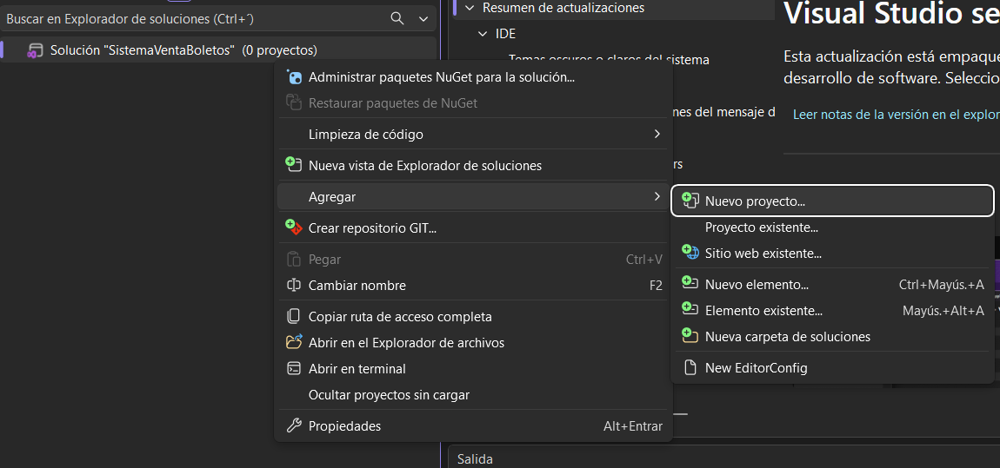 Buscar en Explorador de soluciones (Ctrl+´)
Solución "SistemaVentaBoletos" (0 proyectos)
Resumen de actualizaciones
IDE
Temas oscuros o claros del sistema
nes del mensaje d
rs
Visual Studio se
Esta actualización está empaque
desarrollo de software. Seleccio
Leer notas de la versión en el explor
Administrar paquetes NuGet para la solución...
Restaurar paquetes de NuGet
Limpieza de código
Nueva vista de Explorador de soluciones
Agregar
Crear repositorio GIT...
Pegar Ctrl+V
Cambiar nombre F2
Copiar ruta de acceso completa
Abrir en el Explorador de archivos
Abrir en terminal
Ocultar proyectos sin cargar
Propiedades Alt+Entrar
Nuevo proyecto...
Proyecto existente...
Sitio web existente...
Nuevo elemento... Ctrl+Mayús.+A
Elemento existente... Mayús.+Alt+A
Nueva carpeta de soluciones
New EditorConfig
Salida